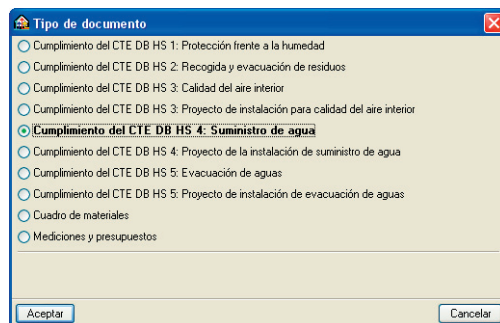 Tipo de documento
Cumplimiento del CTE DB HS 1: Protección frente a la humedad
Cumplimiento del CTE DB HS 2: Recogida y evacuación de residuos
Cumplimiento del CTE DB HS 3: Calidad del aire interior
Cumplimiento del CTE DB HS 3: Proyecto de instalación para calidad del aire interior
Cumplimiento del CTE DB HS 4: Suministro de agua
Cumplimiento del CTE DB HS 4: Proyecto de la instalación de suministro de agua
Cumplimiento del CTE DB HS 5: Evacuación de aguas
Cumplimiento del CTE DB HS 5: Proyecto de instalación de evacuación de aguas
Cuadro de materiales
Mediciones y presupuestos
Aceptar
Cancelar